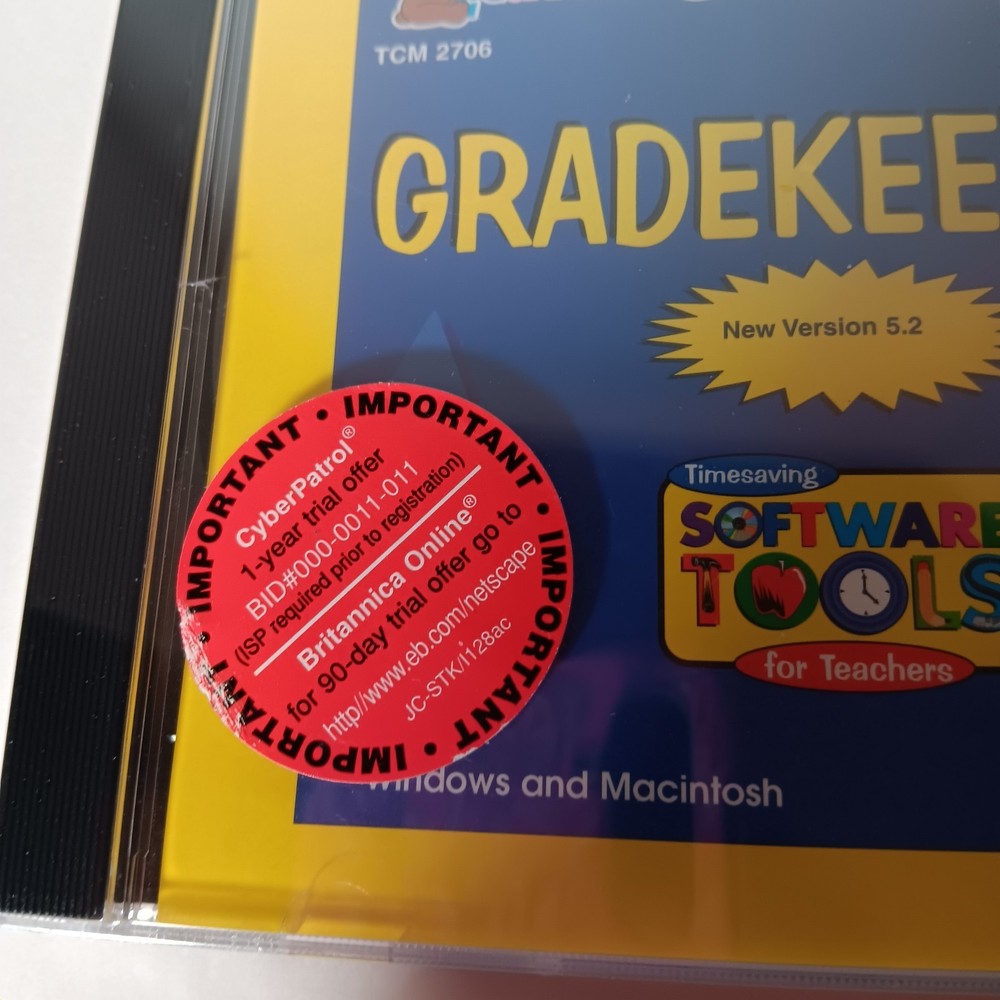 TCM 2706
GRADEKEE
New Version 5.2
Timesaving
SOFTWARE
TOOLS
for Teachers
IMPORTANT • IMPORTANT • IMPORTANT • IMPORTANT •
CyberPatrol®
1-year trial offer
BID#000-0011-011
(ISP required prior to registration)
Britannica Online®
for 90-day trial offer go to
http//www.eb.com/netscape
JC-STK/I128ac
Windows and Macintosh